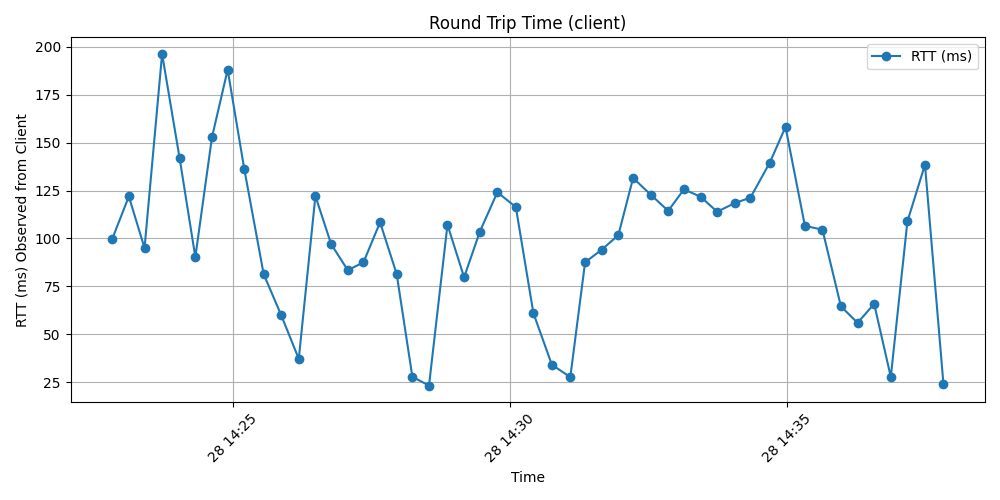 Round Trip Time (client)
RTT (ms)
RTT (ms) Observed from Client
200
175
150
125
100
75
50
25
28 14:25
28 14:30
28 14:35
Time